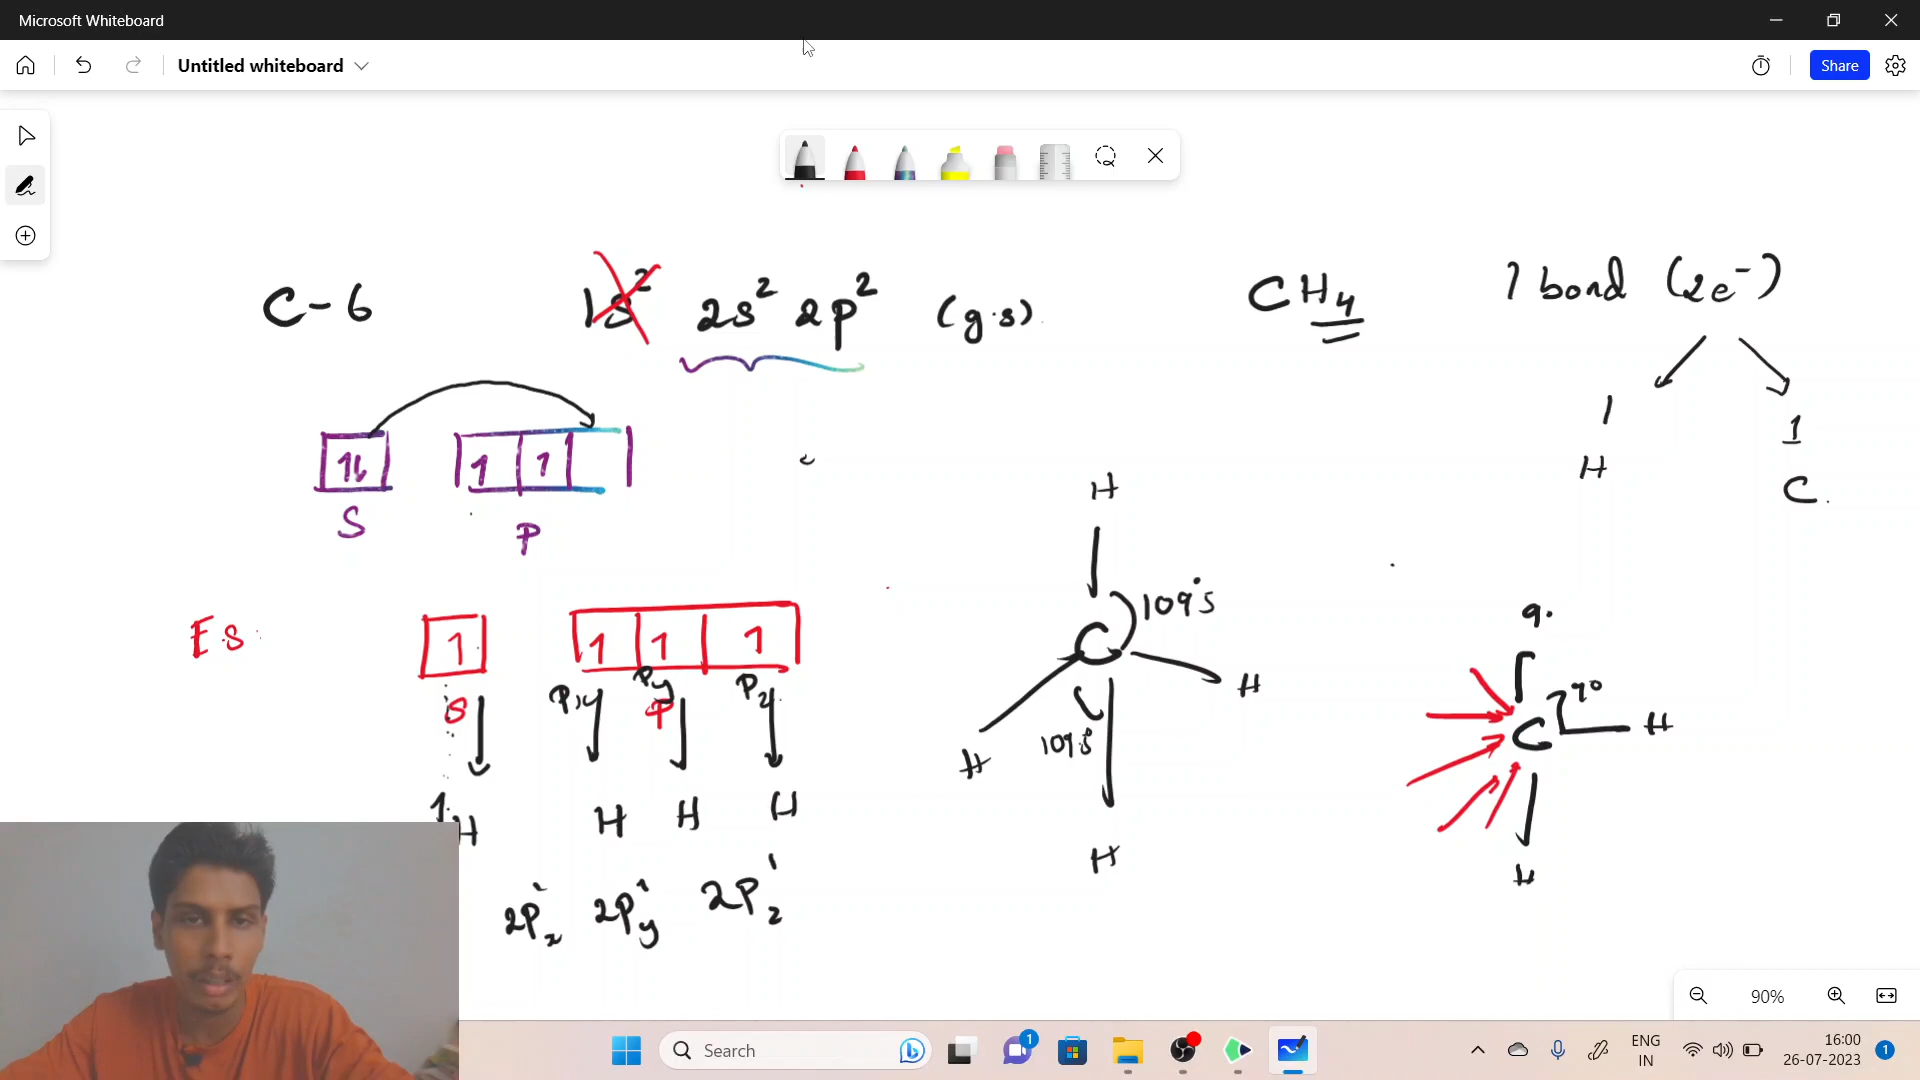 Microsoft Whiteboard
Untitled whiteboard
Share
C-6 1s² 2s² 2p² (g.s)
CH₄
1 bond (2e⁻)
1 H
1 C
1 1
S P
E.S.
1 1 1 1
S P
Px Py Pz
H H H H
2Px¹ 2Py¹ 2Pz¹
H
C 109.5
H
H
109.5
H
90
C H
H
90%
Search
1
ENG
IN
16:00
26-07-2023
1